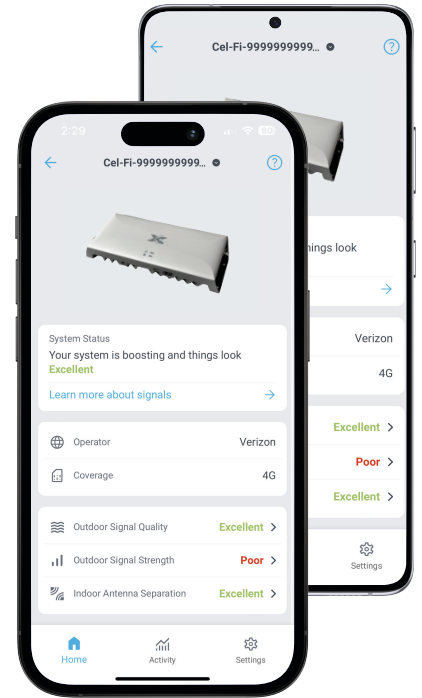 Cel-Fi-9999999999...
2:29
80
Cel-Fi-9999999999...
System Status
Your system is boosting and things look
Excellent
Learn more about signals
Operator
Verizon
Coverage
4G
Outdoor Signal Quality
Excellent
Outdoor Signal Strength
Poor
Indoor Antenna Separation
Excellent
Home
Activity
Settings
hings look
Verizon
4G
Excellent
Poor
Excellent
Settings